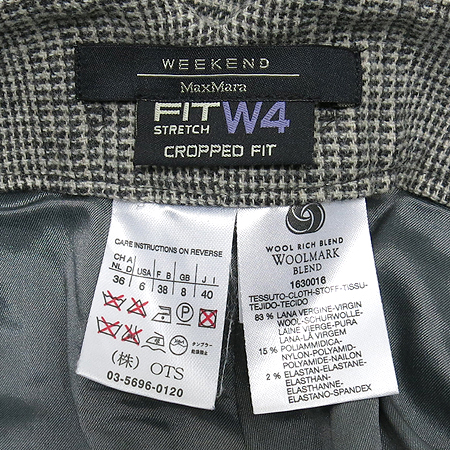 WEEKEND
MaxMara
FIT W4
STRETCH
CROPPED FIT
CARE INSTRUCTIONS ON REVERSE
CH A USA F B GB J I
NL D
36 6 38 8 40
P
(株) OTS
03-5696-0120
WOOL RICH BLEND
WOOLMARK
BLEND
1630016
TESSUTO-CLOTH-STOFF-TISSU-
TEJIDO-TECIDO
83 % LANA VERGINE-VIRGIN
WOOL-SCHURWOLLE-
LAINE VIERGE-PURA
LANA-LÃ VIRGEM
15 % POLIAMMIDICA-
NYLON-POLYAMID
POLYAMIDE-NAILON
2 % ELASTAN-ELASTANE-
ELASTHAN-
ELASTHANNE-
ELASTANO-SPANDEX